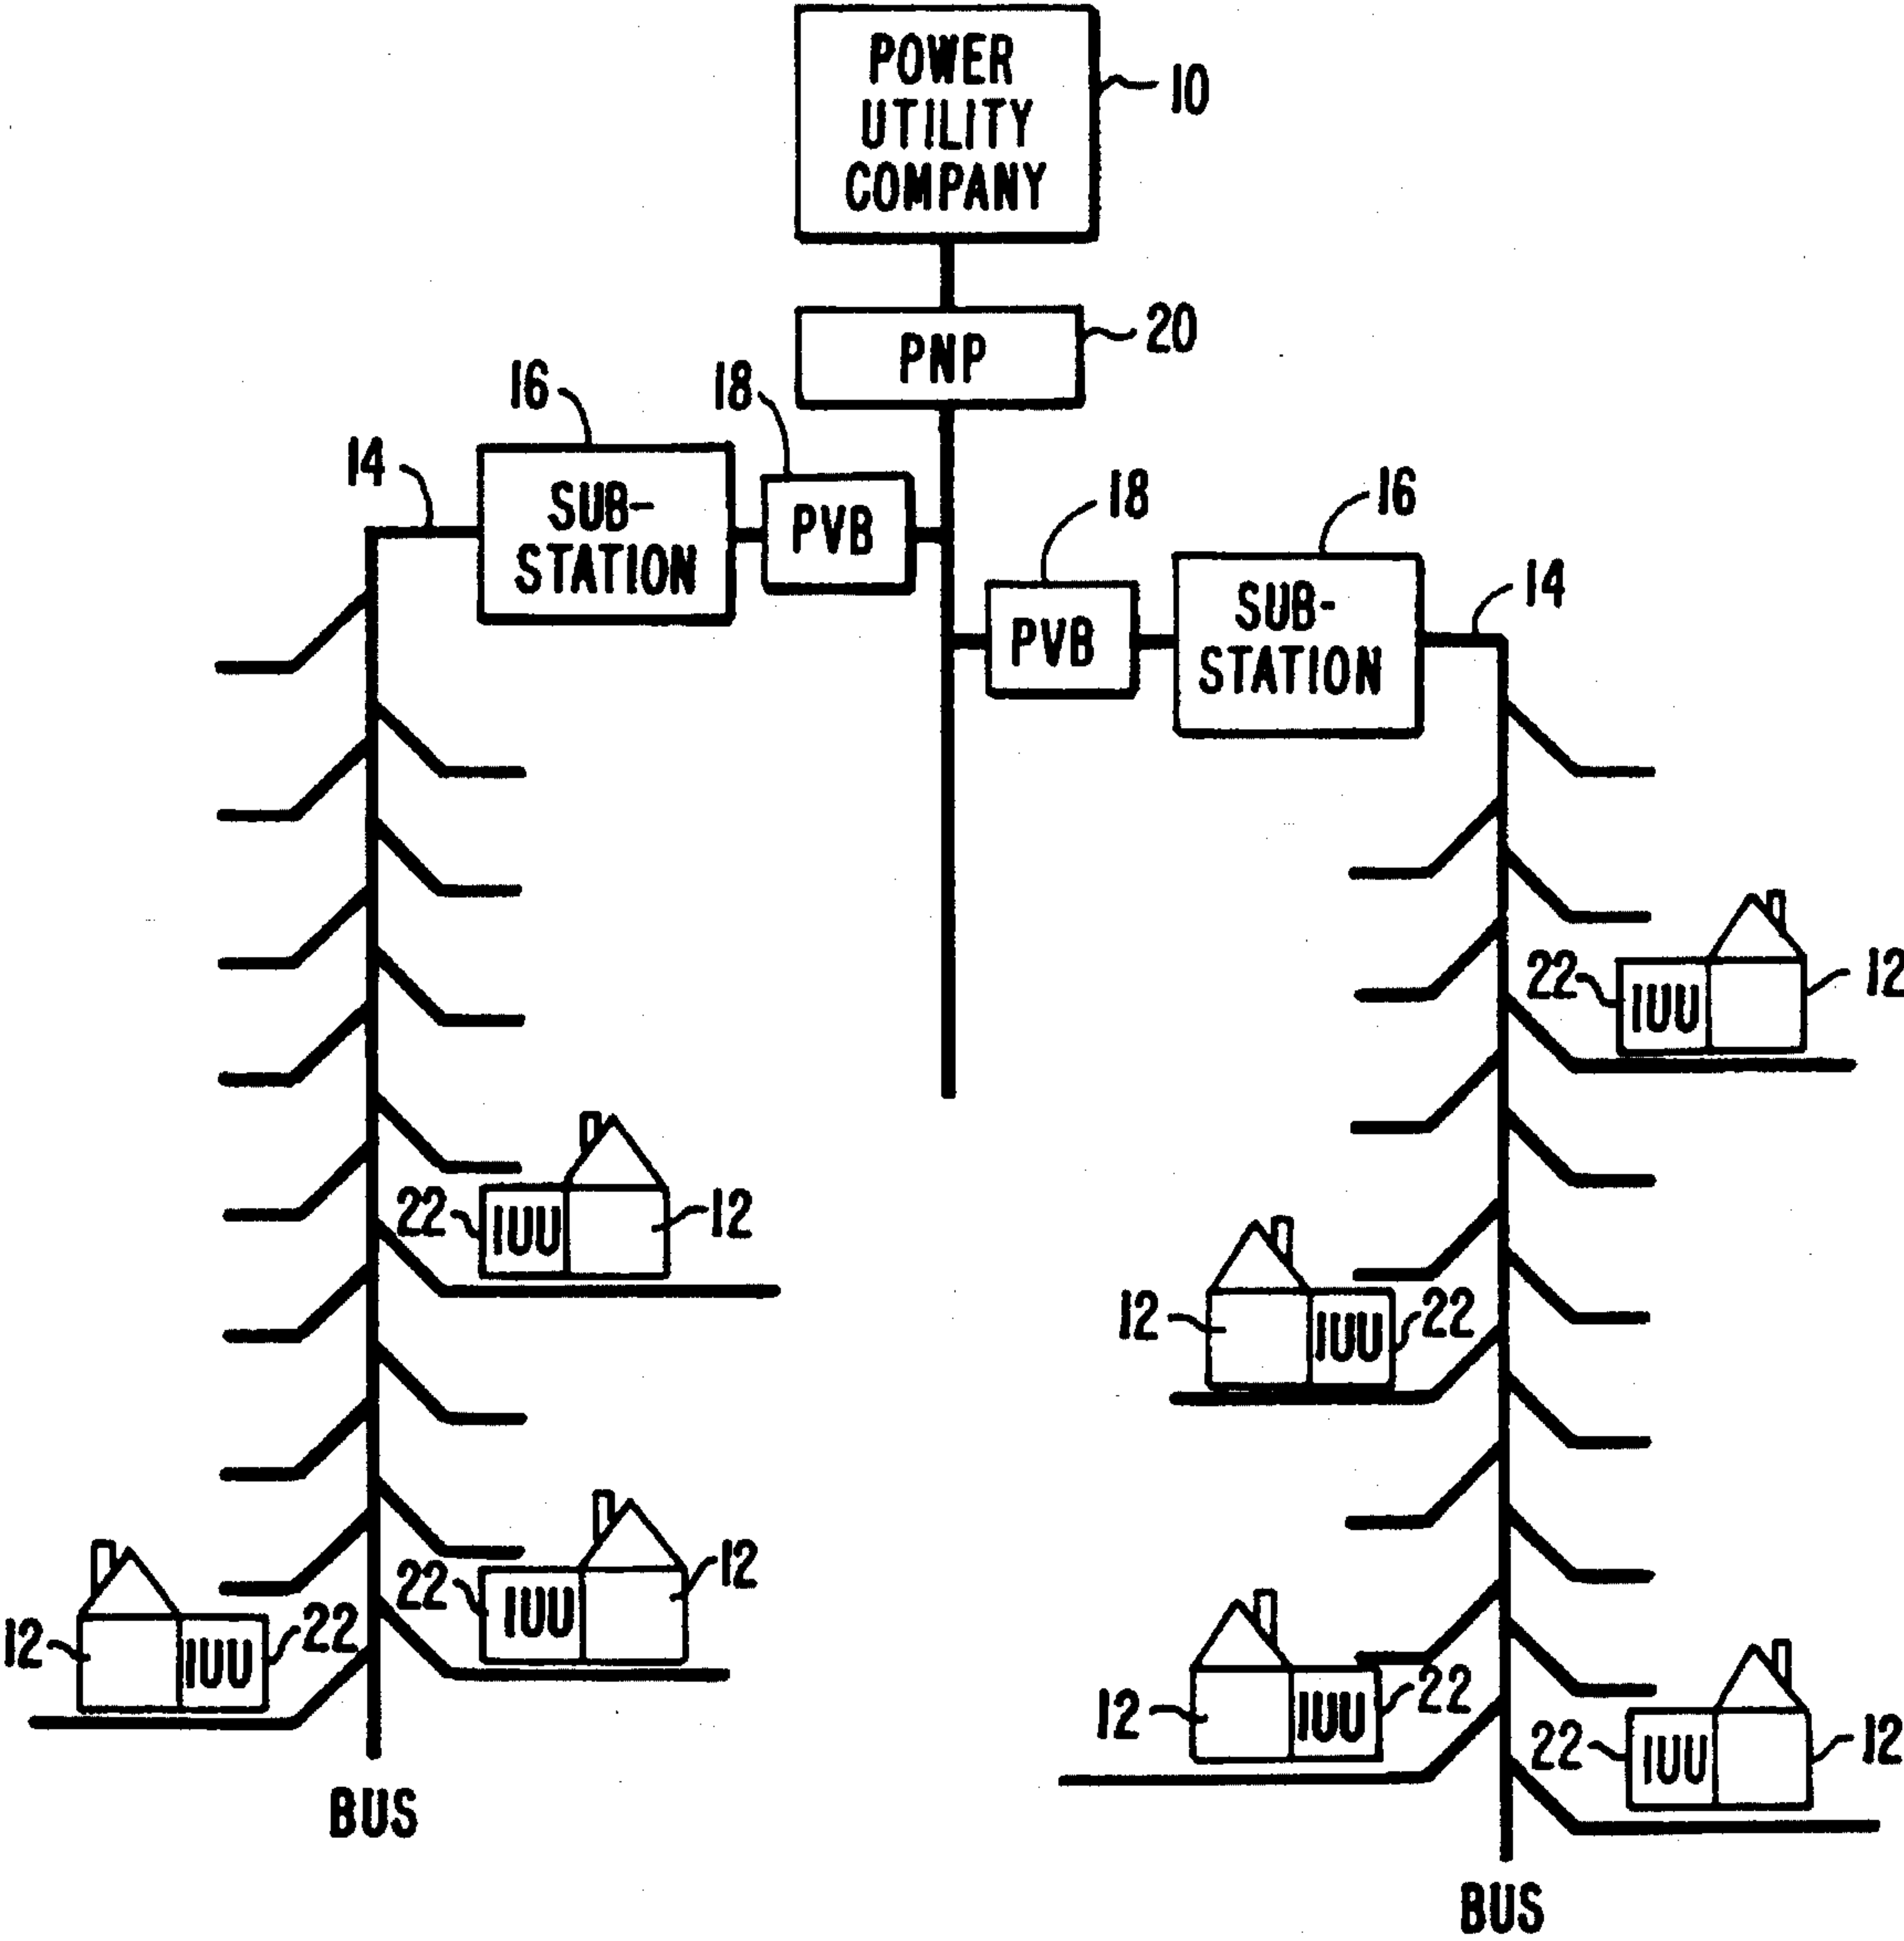 POWER
UTILITY
COMPANY
10
PNP
20
16
18
14
SUB-
STATION
PVB
18
16
14
PVB
SUB-
STATION
22
IUU
12
22
IUU
12
12
IUU
22
12
IUU
22
22
IUU
12
12
IUU
22
22
IUU
12
BUS
BUS